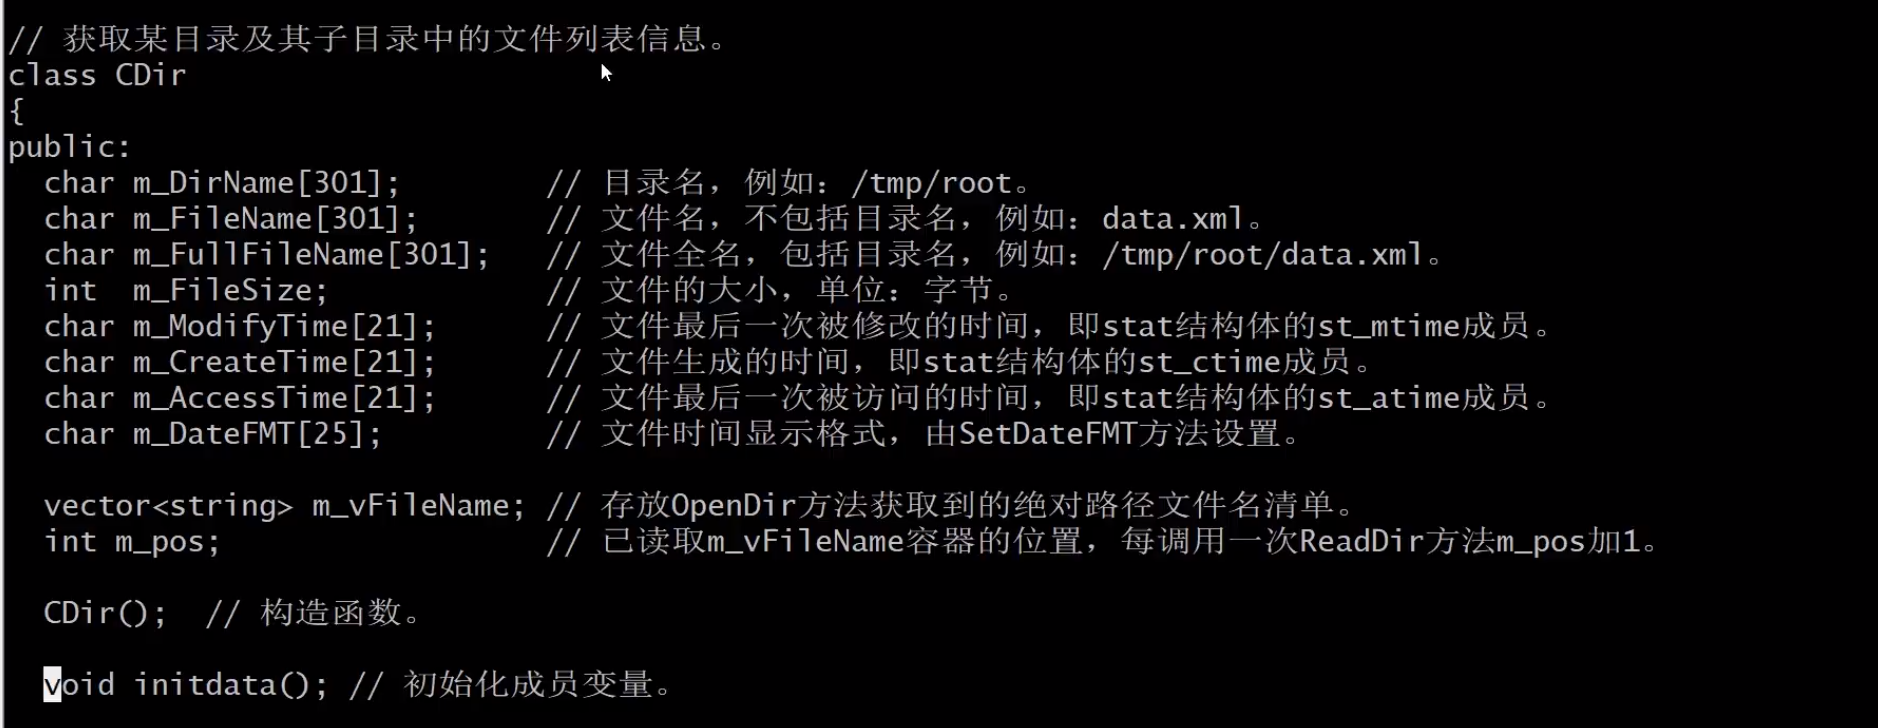 // 获取某目录及其子目录中的文件列表信息。
class CDir
{
public:
  char m_DirName[301];        // 目录名，例如：/tmp/root。
  char m_FileName[301];       // 文件名，不包括目录名，例如：data.xml。
  char m_FullFileName[301];   // 文件全名，包括目录名，例如：/tmp/root/data.xml。
  int  m_FileSize;            // 文件的大小，单位：字节。
  char m_ModifyTime[21];      // 文件最后一次被修改的时间，即stat结构体的st_mtime成员。
  char m_CreateTime[21];      // 文件生成的时间，即stat结构体的st_ctime成员。
  char m_AccessTime[21];      // 文件最后一次被访问的时间，即stat结构体的st_atime成员。
  char m_DateFMT[25];         // 文件时间显示格式，由SetDateFMT方法设置。
  vector<string> m_vFileName; // 存放OpenDir方法获取到的绝对路径文件名清单。
  int m_pos;                  // 已读取m_vFileName容器的位置，每调用一次ReadDir方法m_pos加1。
  CDir();  // 构造函数。
  void initdata(); // 初始化成员变量。